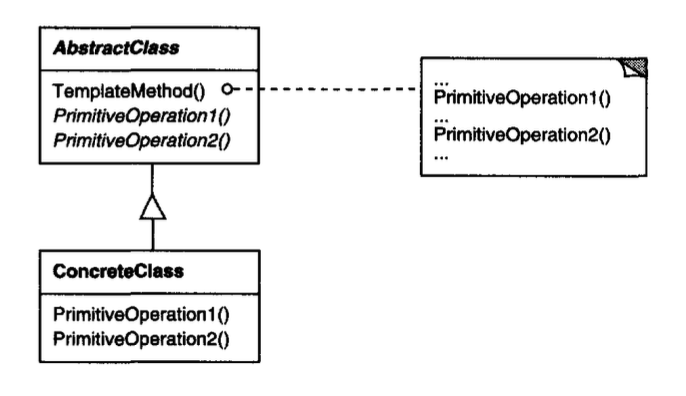 AbstractClass
TemplateMethod()
PrimitiveOperation1()
PrimitiveOperation2()
...
PrimitiveOperation1()
...
PrimitiveOperation2()
...
ConcreteClass
PrimitiveOperation1()
PrimitiveOperation2()